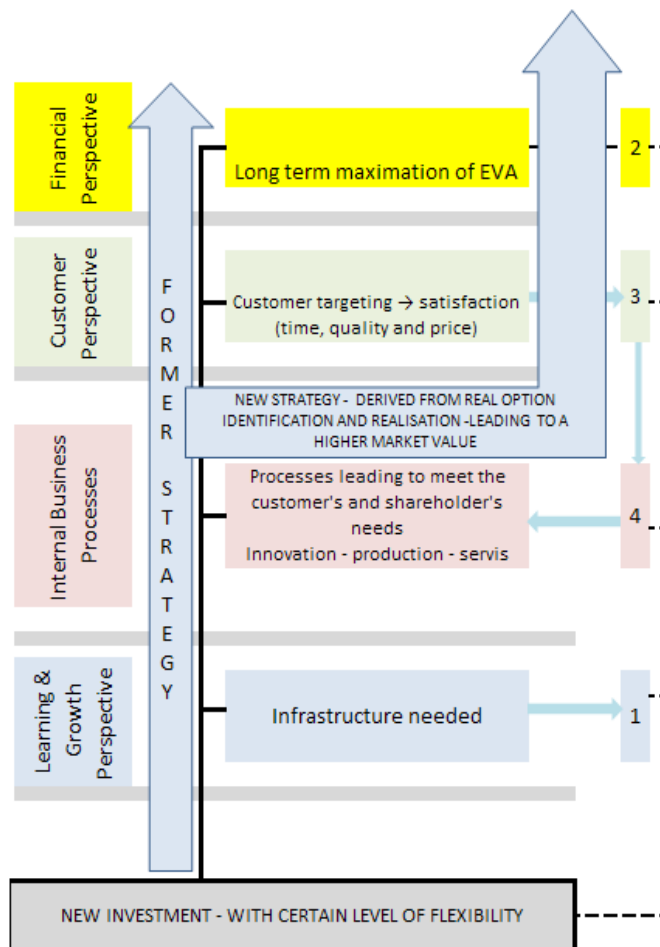 Financial
Perspective
Long term maximation of EVA
2
Customer
Perspective
Customer targeting → satisfaction
(time, quality and price)
3
FORMER STRATEGY
NEW STRATEGY - DERIVED FROM REAL OPTION
IDENTIFICATION AND REALISATION -LEADING TO A
HIGHER MARKET VALUE
Internal Business
Processes
Processes leading to meet the
customer's and shareholder's
needs
Innovation - production - servis
4
Learning &
Growth
Perspective
Infrastructure needed
1
NEW INVESTMENT - WITH CERTAIN LEVEL OF FLEXIBILITY